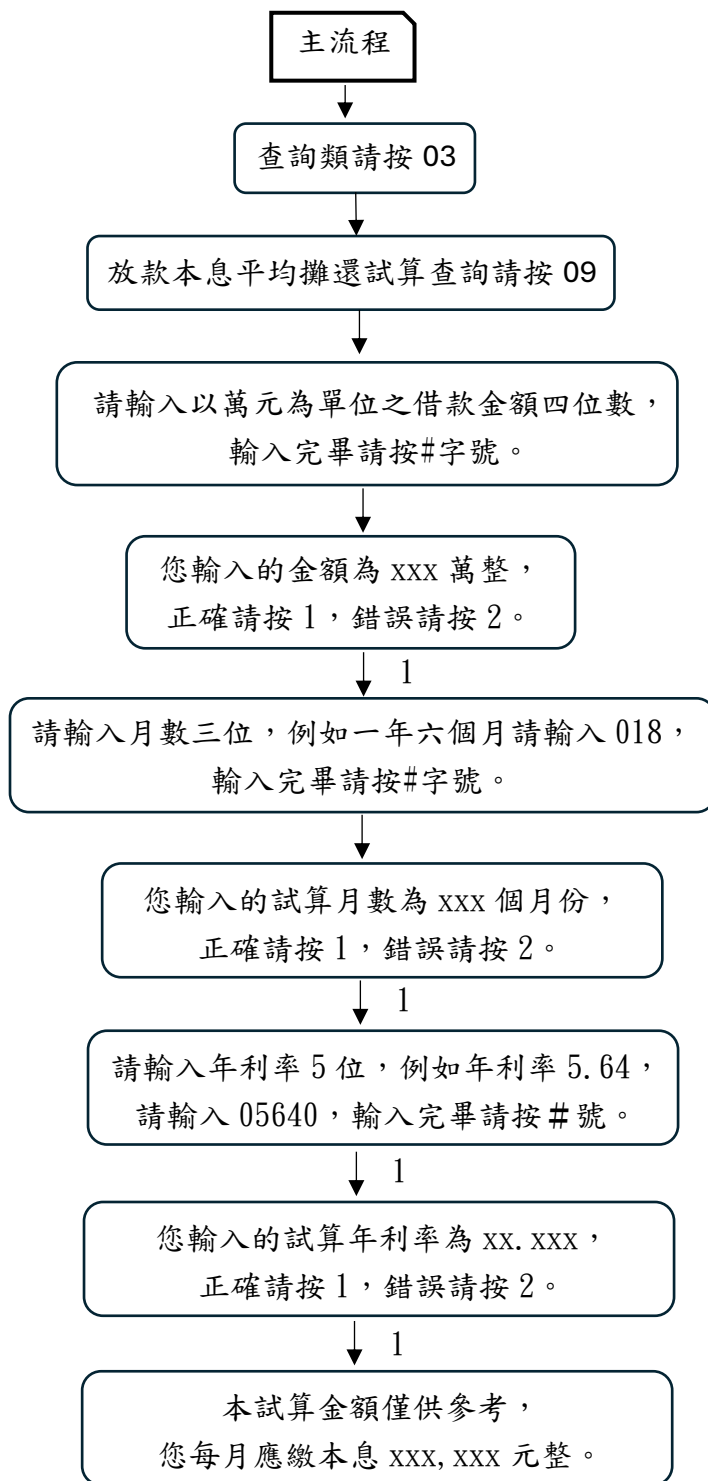 主流程
查詢類請按 03
放款本息平均攤還試算查詢請按 09
請輸入以萬元為單位之借款金額四位數，
輸入完畢請按#字號。
您輸入的金額為 xxx 萬整，
正確請按 1，錯誤請按 2。
1
請輸入月數三位，例如一年六個月請輸入 018，
輸入完畢請按#字號。
您輸入的試算月數為 xxx 個月份，
正確請按 1，錯誤請按 2。
1
請輸入年利率 5 位，例如年利率 5.64，
請輸入 05640，輸入完畢請按＃號。
1
您輸入的試算年利率為 xx.xxx，
正確請按 1，錯誤請按 2。
1
本試算金額僅供參考，
您每月應繳本息 xxx,xxx 元整。